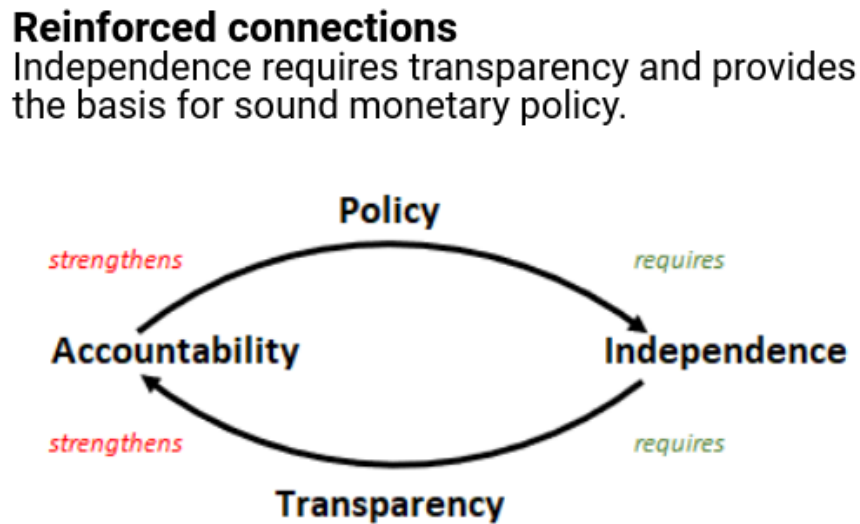 Reinforced connections
Independence requires transparency and provides
the basis for sound monetary policy.
Policy
strengthens
requires
Accountability
Independence
strengthens
requires
Transparency